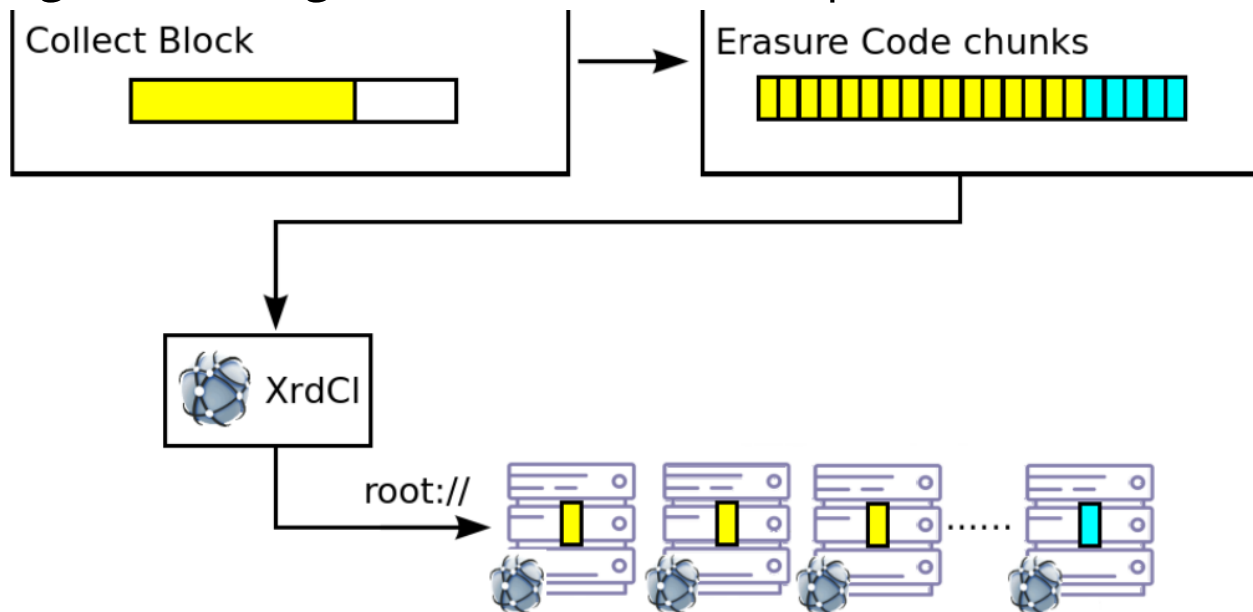 Collect Block
Erasure Code chunks
XrdCl
root://
......